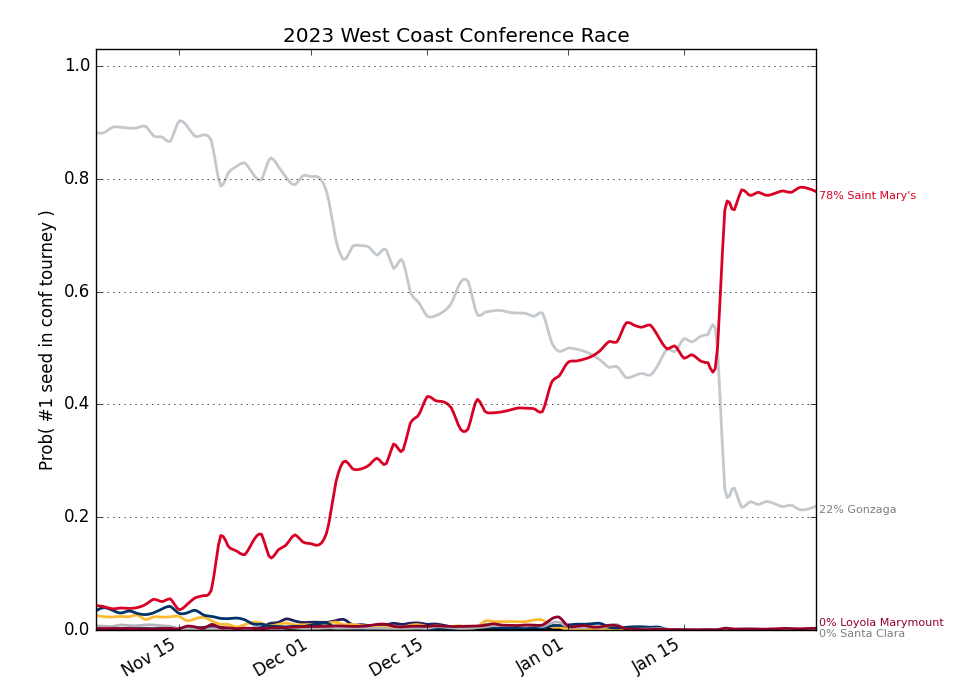 2023 West Coast Conference Race
Prob( #1 seed in conf tourney )
1.0
0.8
0.6
0.4
0.2
0.0
Nov 15
Dec 01
Dec 15
Jan 01
Jan 15
78% Saint Mary's
22% Gonzaga
0% Loyola Marymount
0% Santa Clara